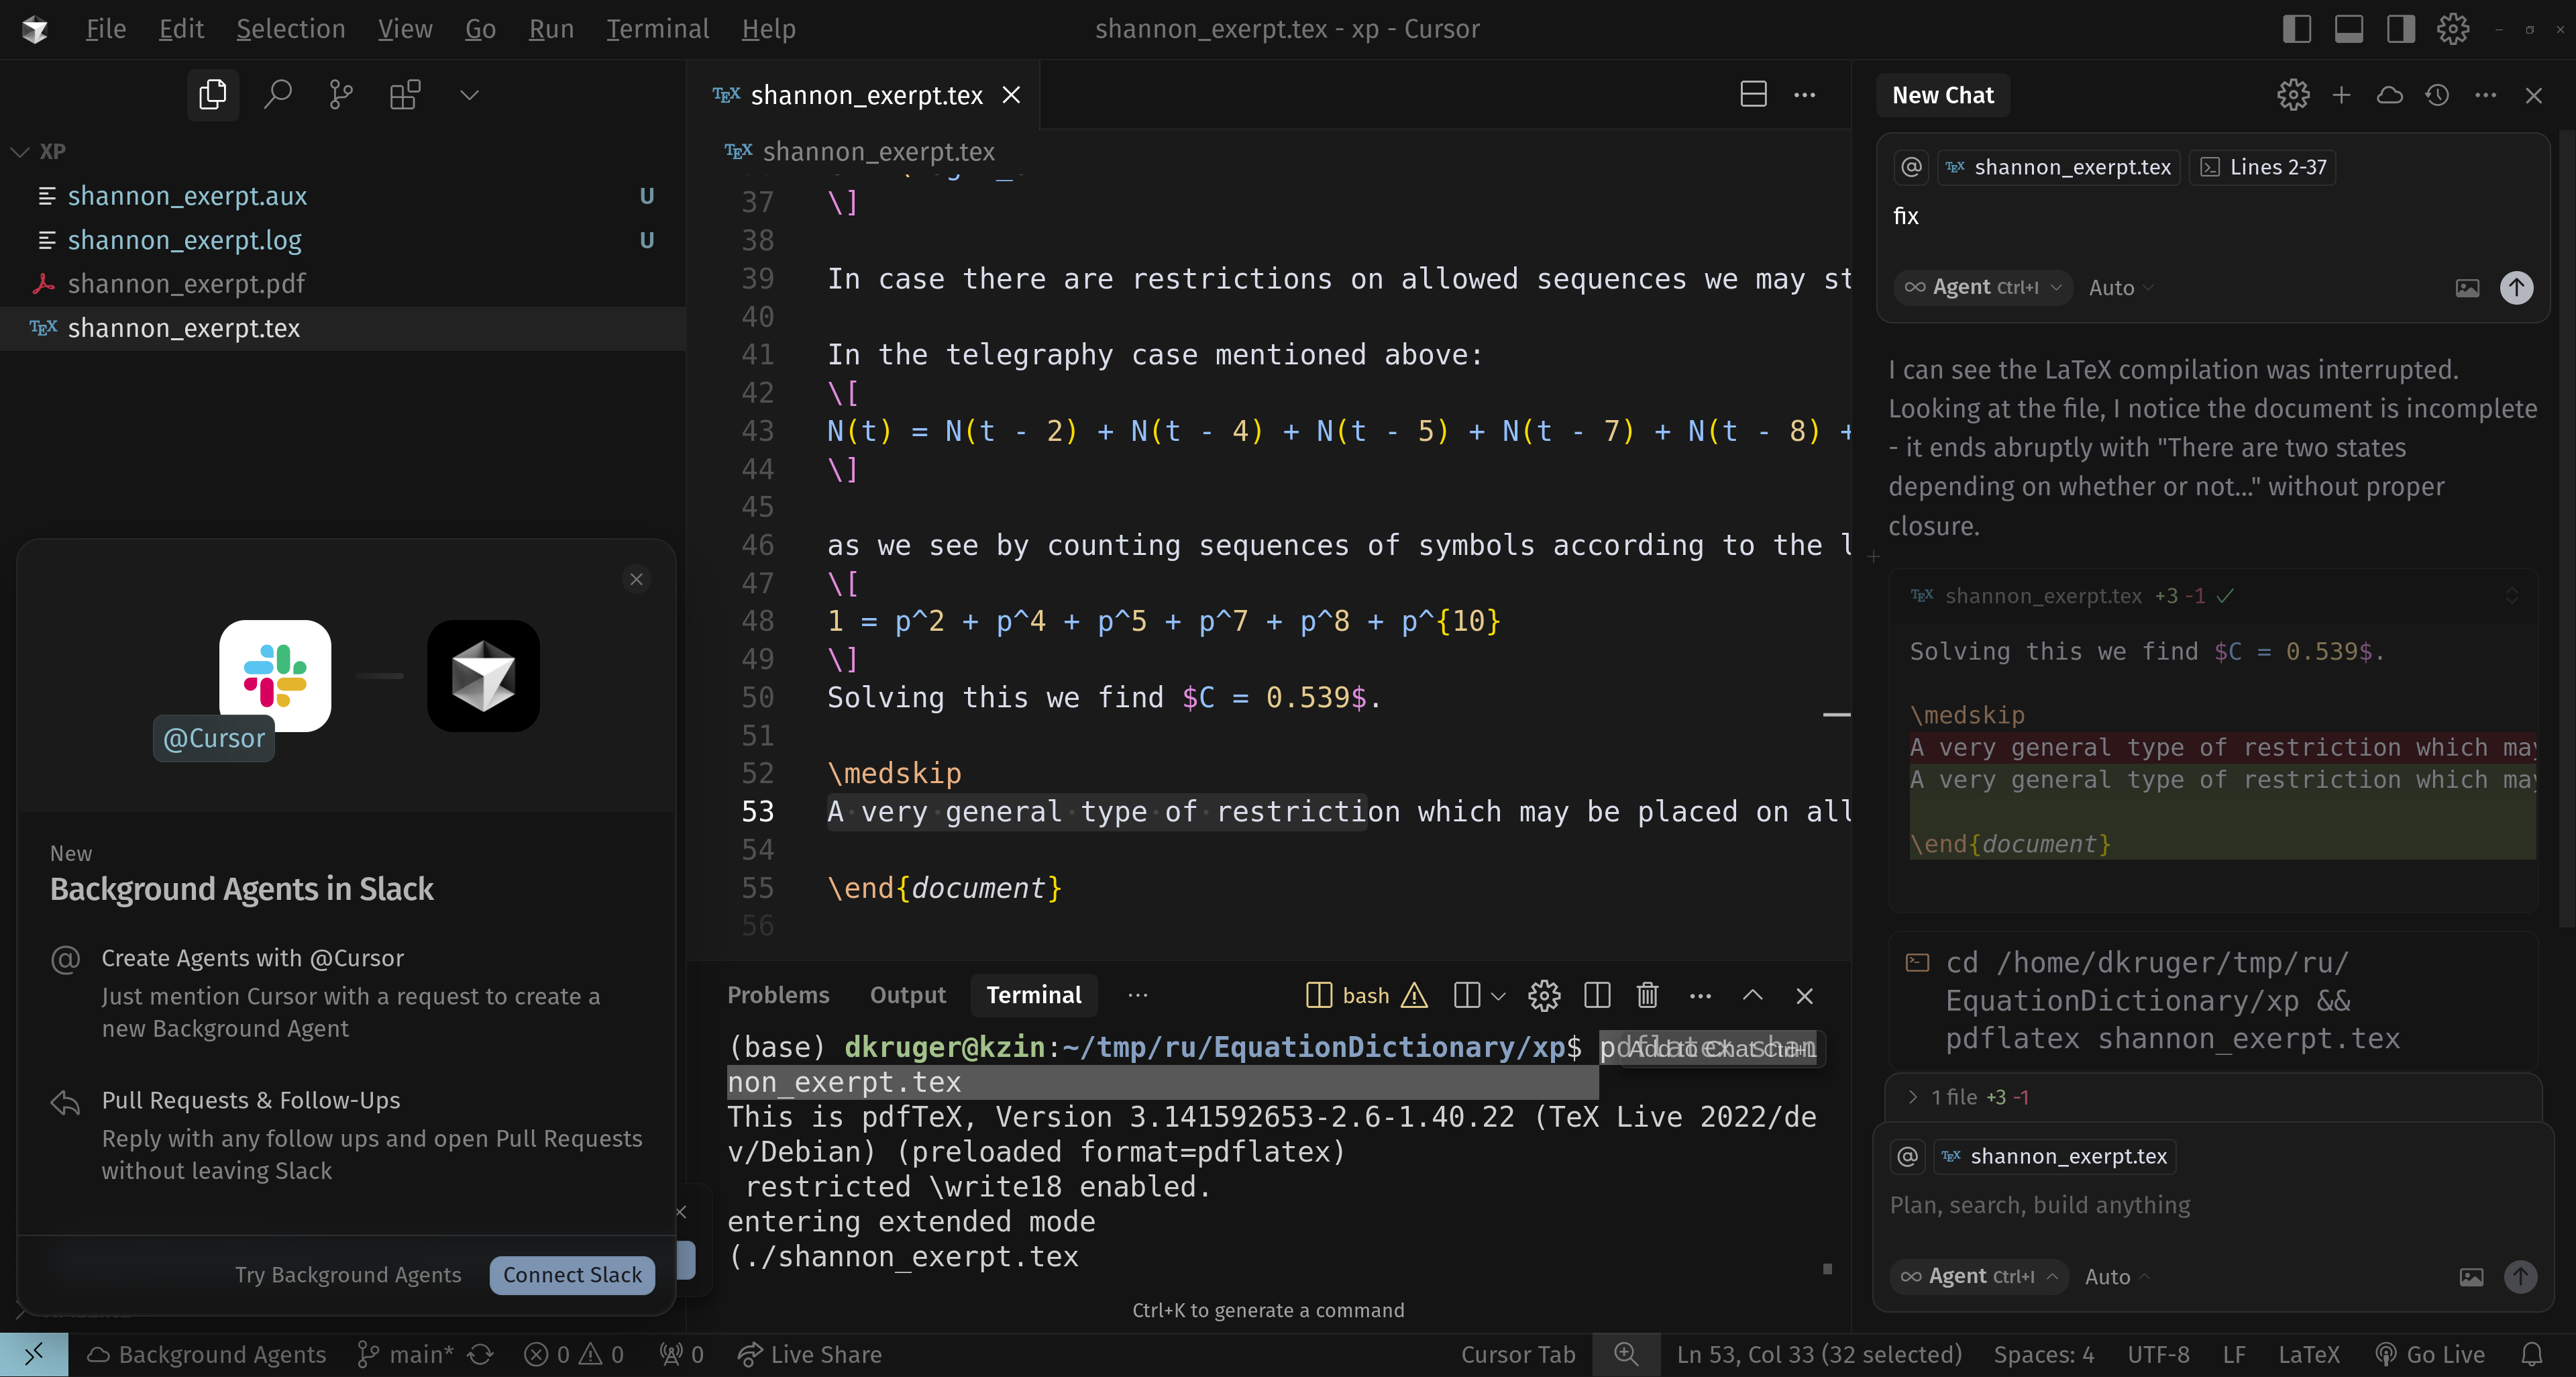 File Edit Selection View Go Run Terminal Help
shannon_exerpt.tex - xp - Cursor
XP
shannon_exerpt.aux U
shannon_exerpt.log U
shannon_exerpt.pdf
TEX shannon_exerpt.tex
@Cursor
New
Background Agents in Slack
@ Create Agents with @Cursor
Just mention Cursor with a request to create a
new Background Agent
Pull Requests & Follow-Ups
Reply with any follow ups and open Pull Requests
without leaving Slack
Try Background Agents Connect Slack
TEX shannon_exerpt.tex
TEX shannon_exerpt.tex
37 \]
38
39 In case there are restrictions on allowed sequences we may st
40
41 In the telegraphy case mentioned above:
42 \[
43 N(t) = N(t - 2) + N(t - 4) + N(t - 5) + N(t - 7) + N(t - 8) +
44 \]
45
46 as we see by counting sequences of symbols according to the l
47 \[
48 1 = p^2 + p^4 + p^5 + p^7 + p^8 + p^{10}
49 \]
50 Solving this we find $C = 0.539$.
51
52 \medskip
53 A very general type of restriction which may be placed on all
54
55 \end{document}
56
Problems Output Terminal ··· bash
(base) dkruger@kzin:~/tmp/ru/EquationDictionary/xp$ pdflatex shan
Add to Chat Ctrl+L
non_exerpt.tex
This is pdfTeX, Version 3.141592653-2.6-1.40.22 (TeX Live 2022/de
v/Debian) (preloaded format=pdflatex)
restricted \write18 enabled.
entering extended mode
(./shannon_exerpt.tex
Ctrl+K to generate a command
New Chat
@ TEX shannon_exerpt.tex Lines 2-37
fix
∞ Agent Ctrl+I Auto
I can see the LaTeX compilation was interrupted.
Looking at the file, I notice the document is incomplete
- it ends abruptly with "There are two states
depending on whether or not..." without proper
closure.
TEX shannon_exerpt.tex +3 -1 ✓
Solving this we find $C = 0.539$.
\medskip
A very general type of restriction which may
A very general type of restriction which may
\end{document}
cd /home/dkruger/tmp/ru/
EquationDictionary/xp &&
pdflatex shannon_exerpt.tex
1 file +3 -1
@ TEX shannon_exerpt.tex
Plan, search, build anything
∞ Agent Ctrl+I Auto
Background Agents main* 0 0 0 Live Share
Cursor Tab Ln 53, Col 33 (32 selected) Spaces: 4 UTF-8 LF LaTeX Go Live